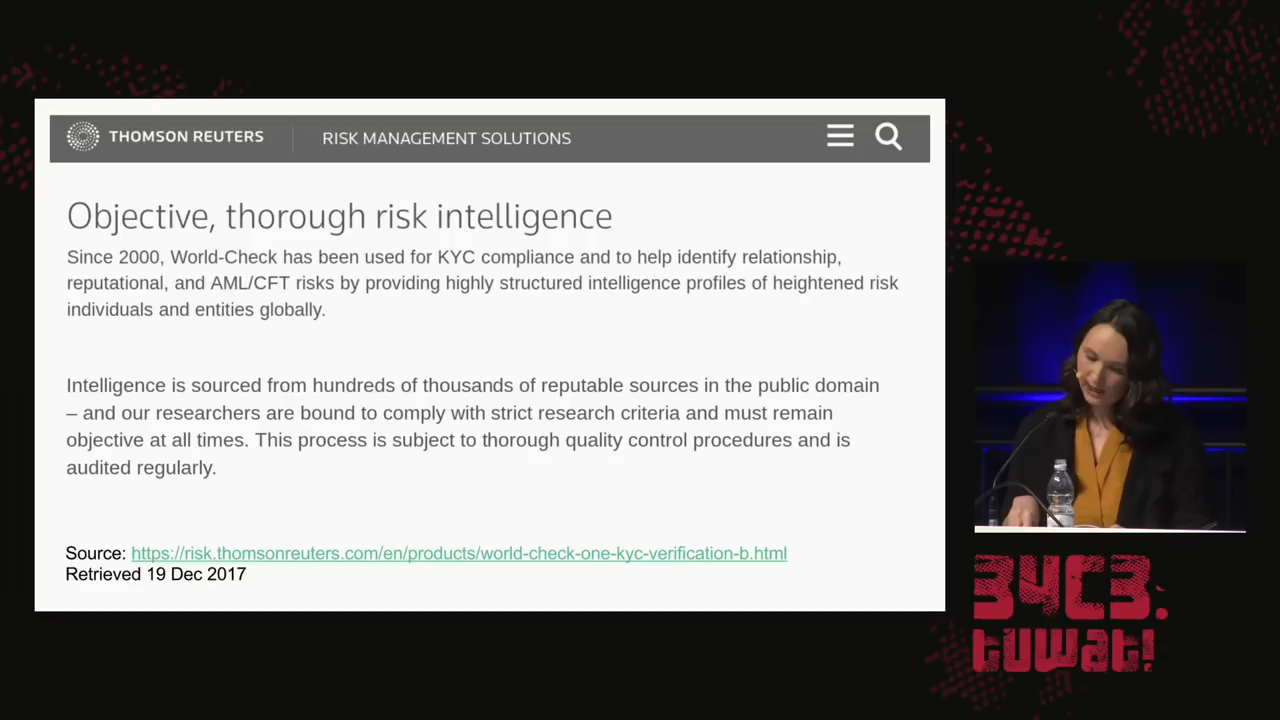 THOMSON REUTERS
RISK MANAGEMENT SOLUTIONS
Objective, thorough risk intelligence
Since 2000, World-Check has been used for KYC compliance and to help identify relationship,
reputational, and AML/CFT risks by providing highly structured intelligence profiles of heightened risk
individuals and entities globally.
Intelligence is sourced from hundreds of thousands of reputable sources in the public domain
– and our researchers are bound to comply with strict research criteria and must remain
objective at all times. This process is subject to thorough quality control procedures and is
audited regularly.
Source: https://risk.thomsonreuters.com/en/products/world-check-one-kyc-verification-b.html
Retrieved 19 Dec 2017
34C3.
tuwat!